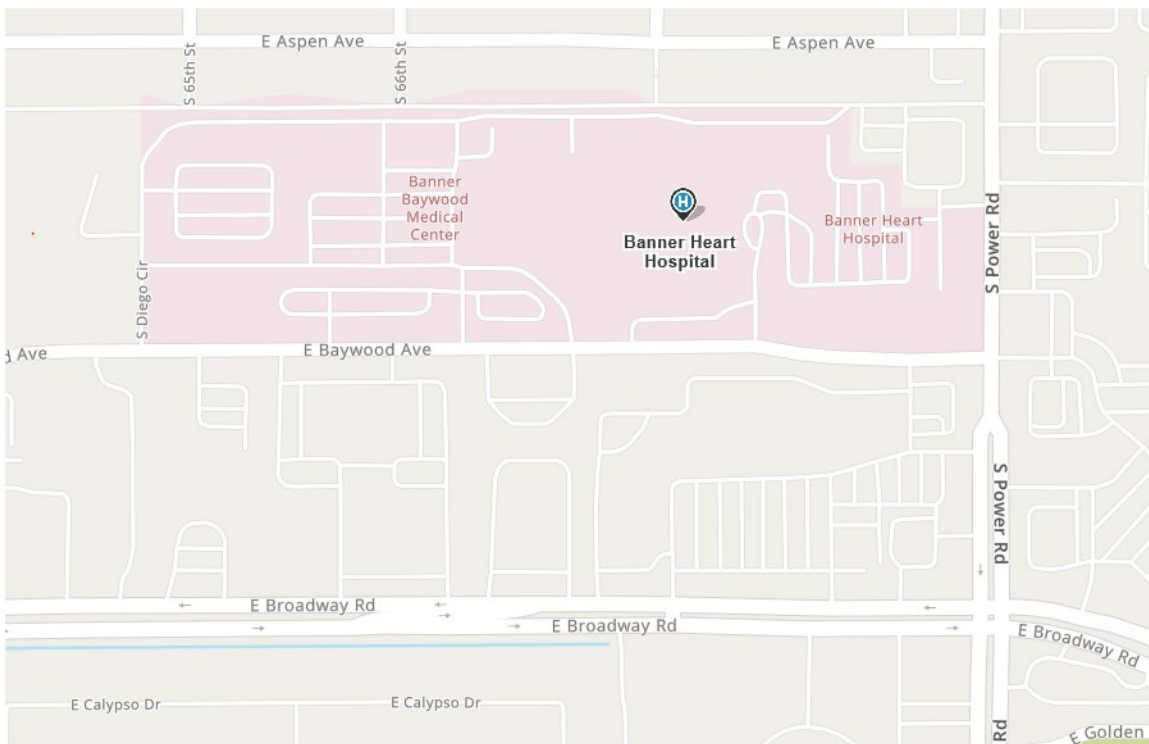 E Aspen Ave
E Aspen Ave
S 65th St
S 66th St
Banner
Baywood
Medical
Center
H
Banner Heart
Hospital
Banner Heart
Hospital
S Power Rd
S Diego Cir
d Ave
E Baywood Ave
S Power Rd
E Broadway Rd
E Broadway Rd
E Broadway Rd
E Calypso Dr
E Calypso Dr
Rd
E Golden